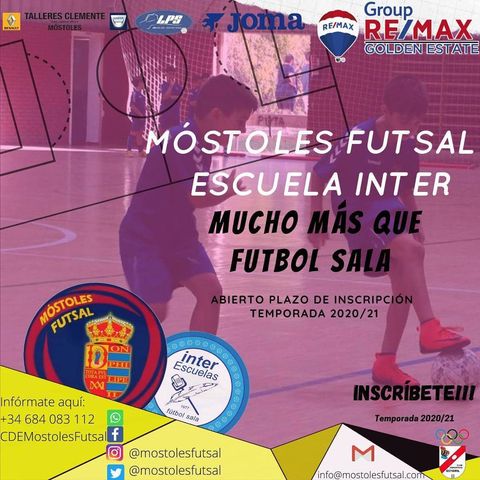 TALLERES CLEMENTE
MÓSTOLES
RENAULT
LPS
joma
RE/MAX
Group
RE/MAX
GOLDEN ESTATE
MÓSTOLES FUTSAL
ESCUELA INTER
MUCHO MÁS QUE
FUTBOL SALA
ABIERTO PLAZO DE INSCRIPCIÓN
TEMPORADA 2020/21
MÓSTOLES
FUTSAL
inter
Escuelas
1977
fútbol sala
INSCRÍBETE!!!
Temporada 2020/21
Infórmate aquí:
+34 684 083 112
CDEMostolesFutsal
@mostolesfutsal
@mostolesfutsal
info@mostolesfutsal.com